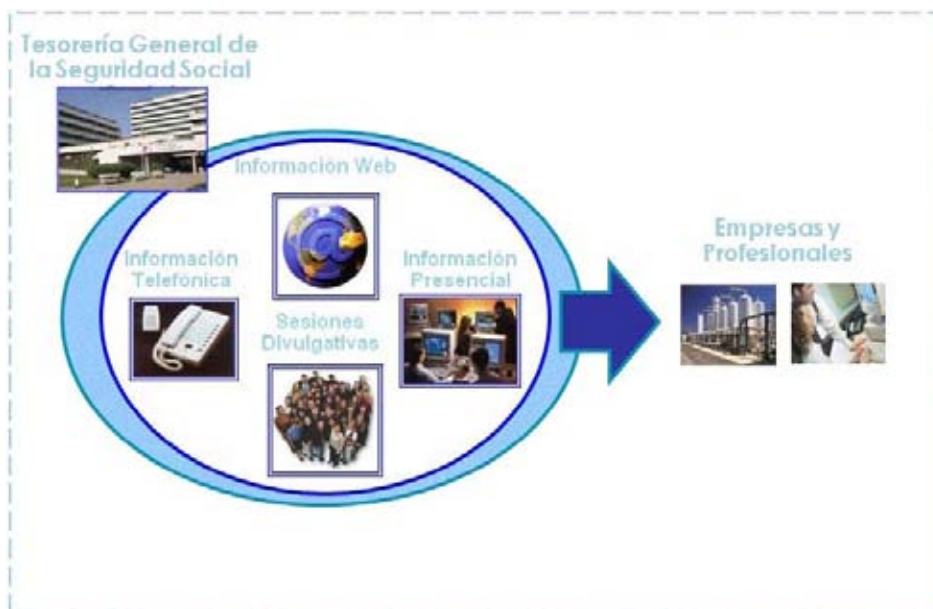 Tesorería General de
la Seguridad Social
Información Web
Información
Telefónica
Información
Presencial
Sesiones
Divulgativas
Empresas y
Profesionales